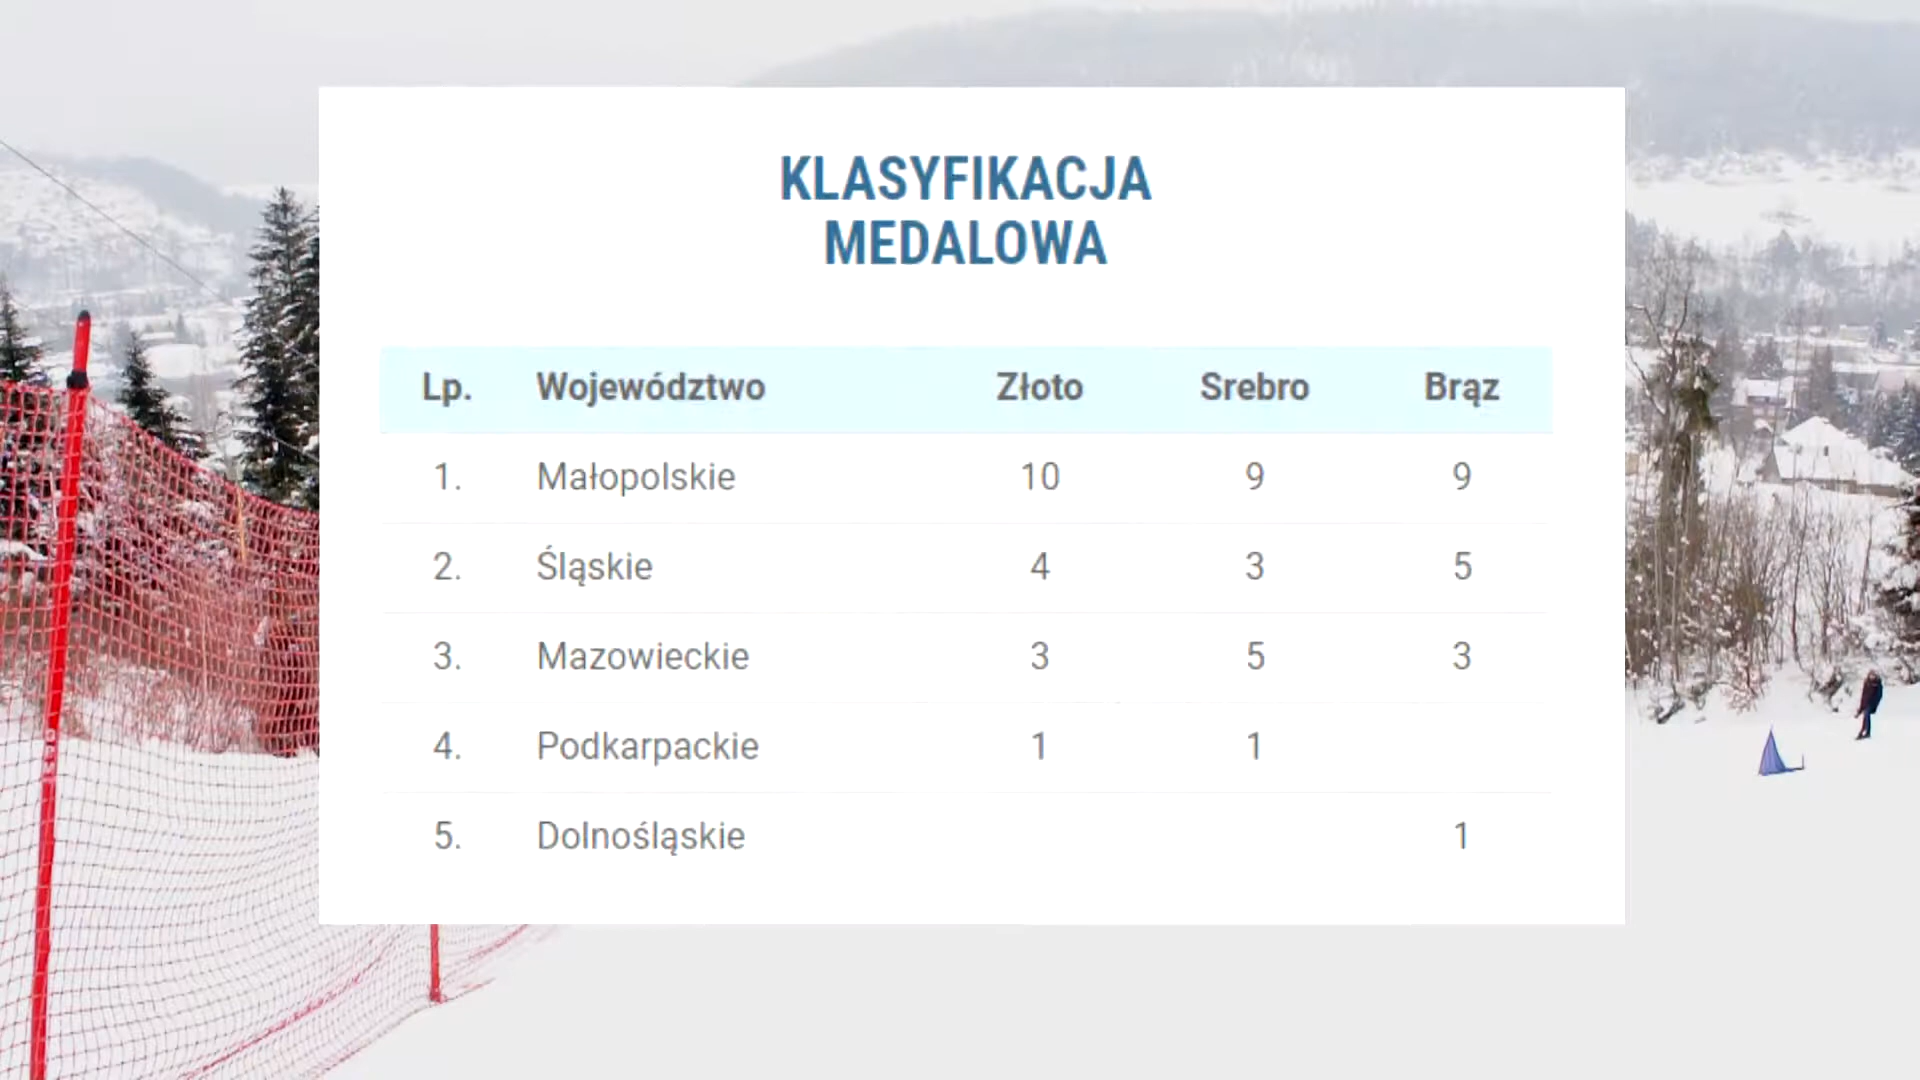 KLASYFIKACJA
MEDALOWA
Lp. Województwo Złoto Srebro Brąz
1. Małopolskie 10 9 9
2. Śląskie 4 3 5
3. Mazowieckie 3 5 3
4. Podkarpackie 1 1
5. Dolnośląskie 1